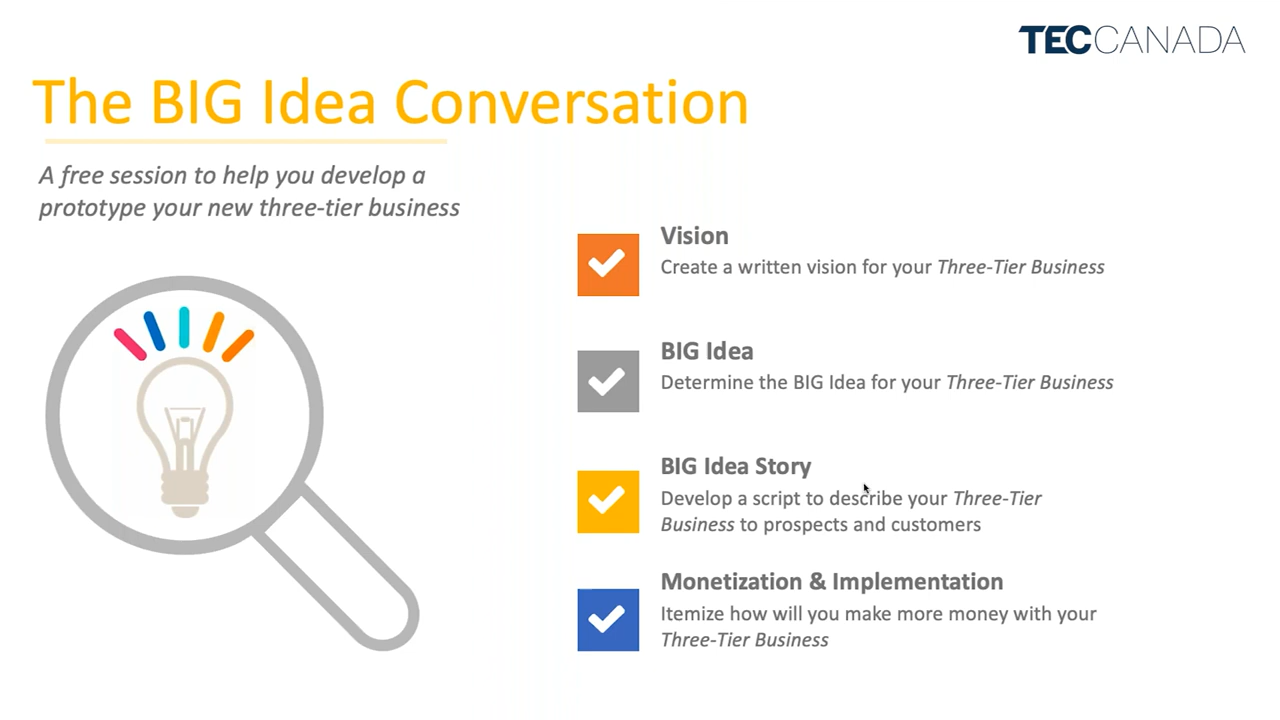 TECCANADA
The BIG Idea Conversation
A free session to help you develop a
prototype your new three-tier business
Vision
Create a written vision for your Three-Tier Business
BIG Idea
Determine the BIG Idea for your Three-Tier Business
BIG Idea Story
Develop a script to describe your Three-Tier
Business to prospects and customers
Monetization & Implementation
Itemize how will you make more money with your
Three-Tier Business